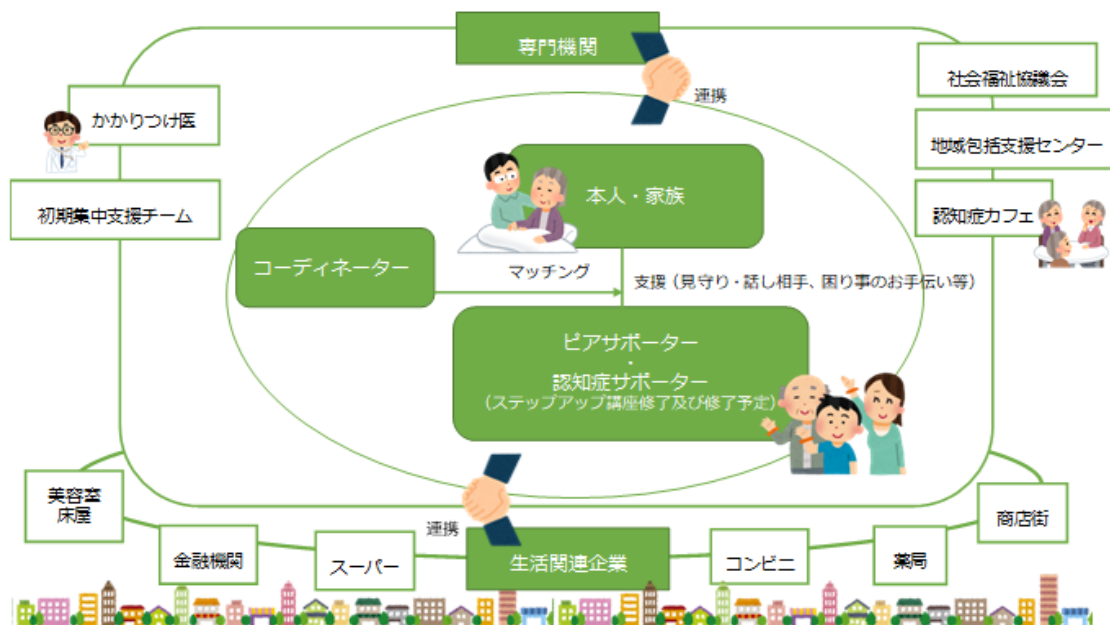 専門機関
連携
社会福祉協議会
かかりつけ医
地域包括支援センター
初期集中支援チーム
認知症カフェ
本人・家族
コーディネーター
マッチング
支援（見守り・話し相手、困り事のお手伝い等）
ピアサポーター
・
認知症サポーター
（ステップアップ講座修了及び修了予定）
美容室
床屋
金融機関
スーパー
連携
生活関連企業
コンビニ
薬局
商店街